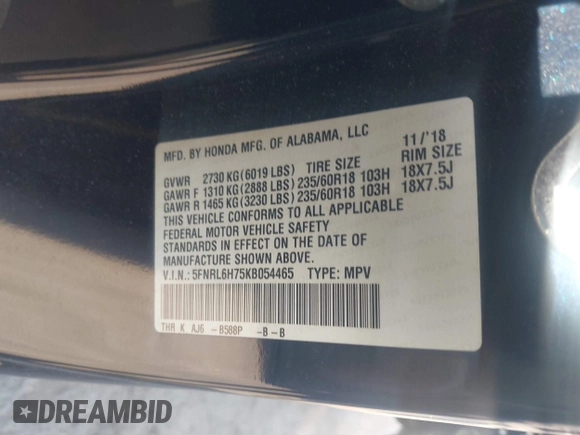 MFD. BY HONDA MFG. OF ALABAMA, LLC 11/'18
GVWR 2730 KG(6019 LBS) TIRE SIZE RIM SIZE
GAWR F 1310 KG(2888 LBS)235/60R18 103H 18X7.5J
GAWR R 1465 KG(3230 LBS)235/60R18 103H 18X7.5J
THIS VEHICLE CONFORMS TO ALL APPLICABLE
FEDERAL MOTOR VEHICLE SAFETY
STANDARDS IN EFFECT ON THE DATE OF
MANUFACTURE SHOWN ABOVE.
V.I.N.: 5FNRL6H75KB054465 TYPE: MPV
THR K AJ6 -B588P -B-B
DREAMBID